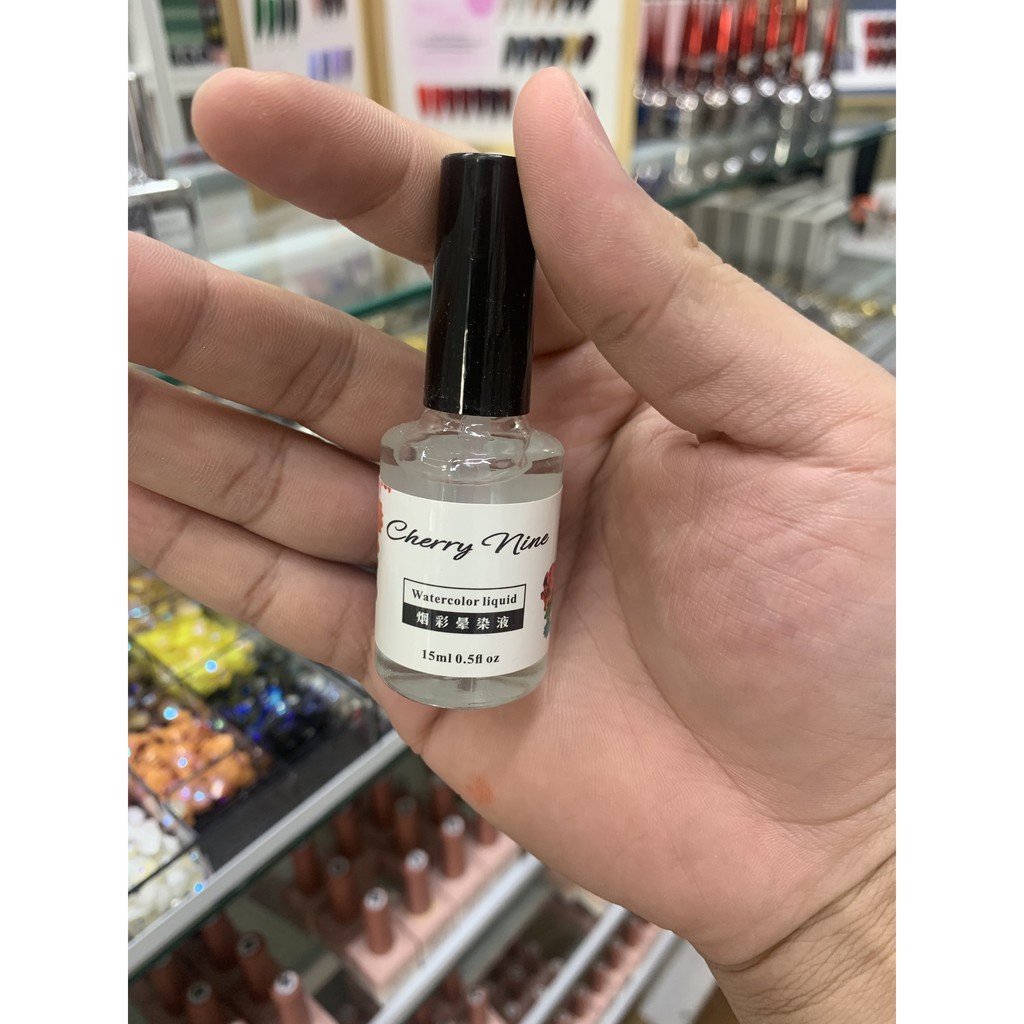 Cherry Nine
Watercolor liquid
烟彩晕染液
15ml 0.5fl oz